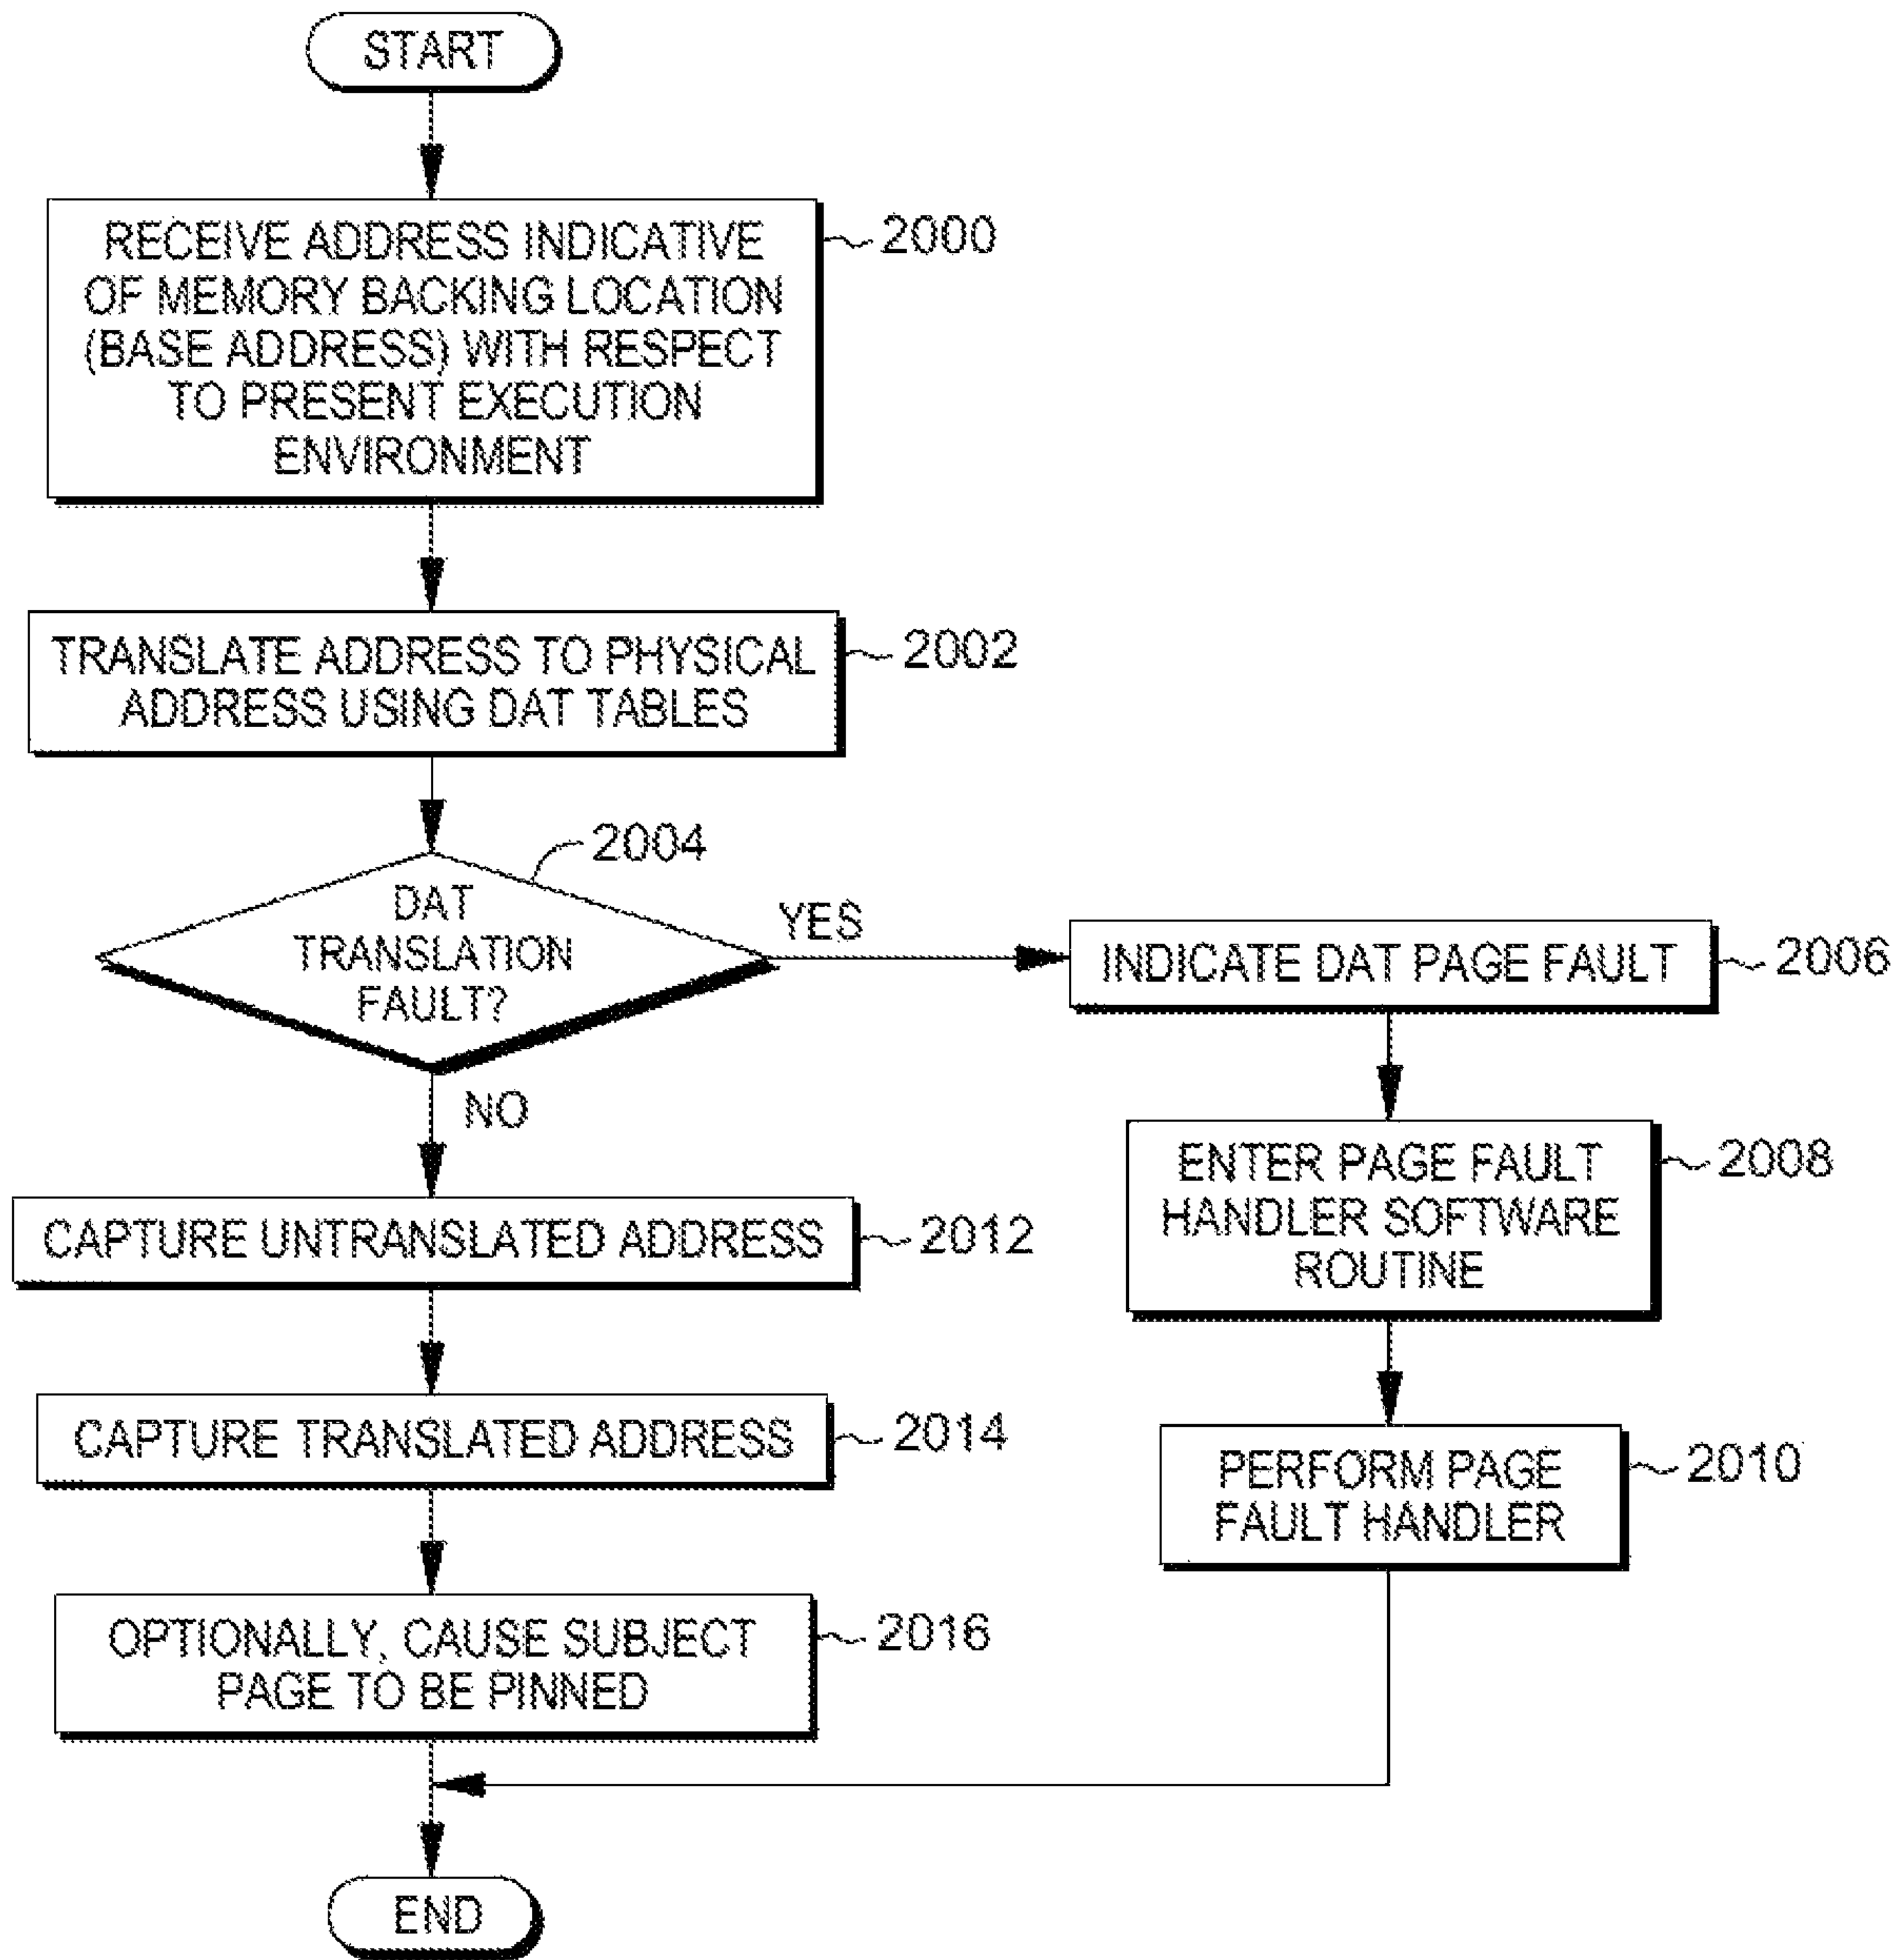 START
RECEIVE ADDRESS INDICATIVE
OF MEMORY BACKING LOCATION
(BASE ADDRESS) WITH RESPECT
TO PRESENT EXECUTION
ENVIRONMENT
2000
TRANSLATE ADDRESS TO PHYSICAL
ADDRESS USING DAT TABLES
2002
2004
DAT
TRANSLATION
FAULT?
YES
NO
INDICATE DAT PAGE FAULT
2006
ENTER PAGE FAULT
HANDLER SOFTWARE
ROUTINE
2008
PERFORM PAGE
FAULT HANDLER
2010
CAPTURE UNTRANSLATED ADDRESS
2012
CAPTURE TRANSLATED ADDRESS
2014
OPTIONALLY, CAUSE SUBJECT
PAGE TO BE PINNED
2016
END